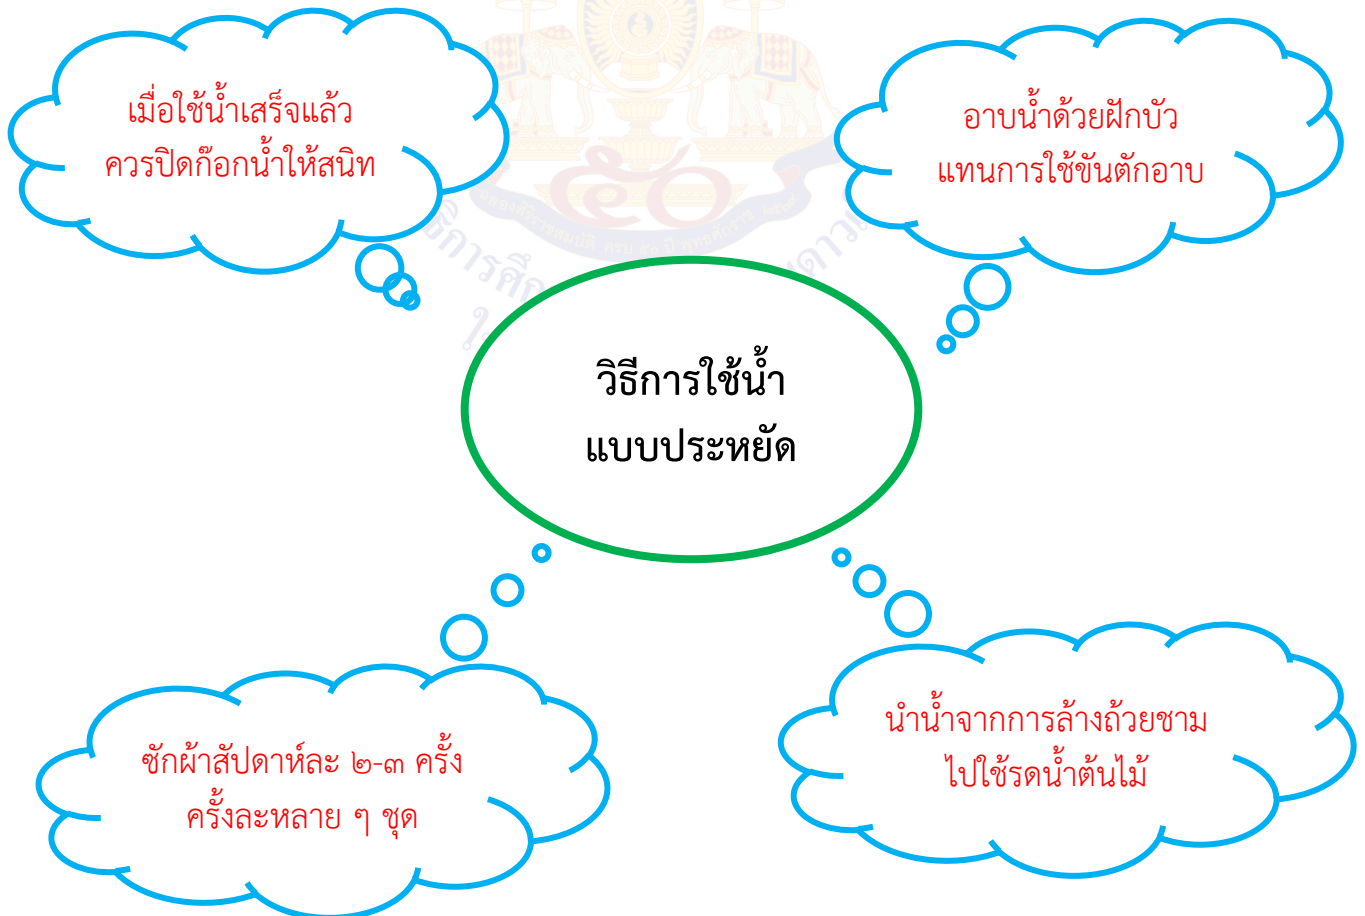 เมื่อใช้น้ำเสร็จแล้ว
ควรปิดก๊อกน้ำให้สนิท
อาบน้ำด้วยฝักบัว
แทนการใช้ขันตักอาบ
วิธีการใช้น้ำ
แบบประหยัด
ซักผ้าสัปดาห์ละ ๒-๓ ครั้ง
ครั้งละหลาย ๆ ชุด
นำน้ำจากการล้างถ้วยชาม
ไปใช้รดน้ำต้นไม้